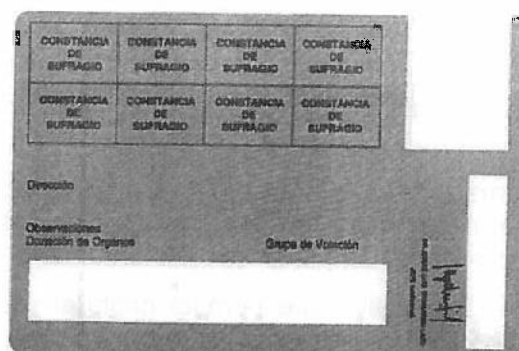 CONSTANCIA CONSTANCIA CONSTANCIA CONSTANCIA
DE DE DE DE
SUFRAGIO SUFRAGIO SUFRAGIO SUFRAGIO
CONSTANCIA CONSTANCIA CONSTANCIA CONSTANCIA
DE DE DE DE
SUFRAGIO SUFRAGIO SUFRAGIO SUFRAGIO
Dirección
Observaciones
Donación de Organos Grupo de Votación